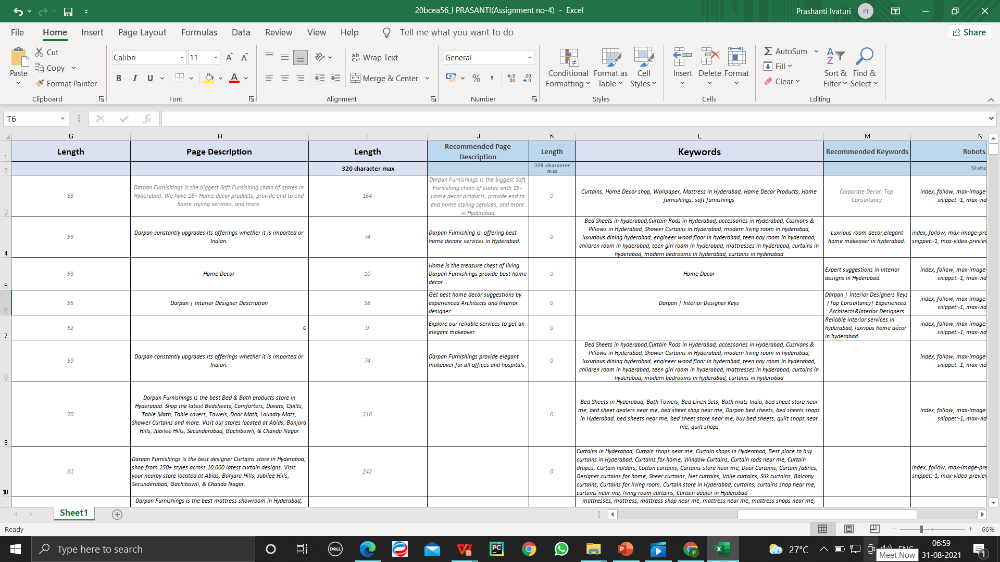 20bcea56_I PRASANTI(Assignment no-4)  -  Excel
Prashanti Ivaturi
PI
File
Home
Insert
Page Layout
Formulas
Data
Review
View
Help
Tell me what you want to do
Share
Paste
Cut
Copy
Format Painter
Clipboard
Calibri
11
B I U
Font
Wrap Text
Merge & Center
Alignment
General
Number
Conditional Formatting
Format as Table
Cell Styles
Styles
Insert
Delete
Format
Cells
AutoSum
Fill
Clear
Sort & Filter
Find & Select
Editing
T6
fx
G H I J K L M N
1
Length
Page Description
Length
Recommended Page
Description
Length
Keywords
Recommended Keywords
Robots.
2
320 character max
320 character
max
Status
3
68
Darpan Furnishings is the biggest Soft Furnishing chain of stores in
Hyderabad. We have 16+ Home decor products, provide end to end
home styling services, and more.
164
Darpan Furnishings is the biggest Soft
Furnishing chain of stores with 16+
Home decor products, provide end to
end home styling services, and more
in Hyderabad
0
Curtains, Home Decor shop, Wallpaper, Mattress in Hyderabad, Home Decor Products, Home
furnishings, soft furnishings
Corporate Decor. Top
Consultancy
index, follow, max-image-
snippet:-1, max-vid
4
53
Darpan constantly upgrades its offerings whether it is imported or
Indian.
74
Darpan Furnishing is  offering best
home decore services in Hyderabad.
0
Bed Sheets in hyderabad,Curtain Rods in Hyderabad, accessories in Hyderabad, Cushions &
Pillows in Hyderabad, Shower Curtains in Hyderabad, modern living room in hyderabad,
luxurious dining hyderabad, engineer wood floor in hyderabad, teen boy room in hyderabad,
children room in hyderabad, teen girl room in hyderabad, mattresses in hyderabad, curtains in
hyderabad, modern bedrooms in hyderabad, curtains in hyderabad
Luxrious room decor,elegant
home makeover in hyderabad.
index, follow, max-image-pre
snippet:-1, max-video-preview
5
53
Home Decor
10
Home is the treasure chest of living.
Darpan Furnishings provide best home
decor
0
Home Decor
Expert suggestions in interior
designs in Hyderabad.
index, follow, max-image-
snippet:-1, max-vid
6
56
Darpan | Interior Designer Description
38
Get best home decor suggestions by
experienced Architects and Interior
designer
0
Darpan | Interior Designer Keys
Darpan | Interior Designers Keys
|Top Consultancy| Experienced
Architects&Interior Designers
index, follow, max-image-
snippet:-1, max-vid
7
62
0
0
Explore our reliable services to get an
elegant makeover
0
Reliable interior services in
hyderabad, luxrious home décor
in hyderabad.
index, follow, max-image-
snippet:-1, max-vid
8
59
Darpan constantly upgrades its offerings whether it is imported or
Indian.
74
Darpan Furnishings provide elegant
makeover for all offices and hospitals.
0
Bed Sheets in hyderabad,Curtain Rods in Hyderabad, accessories in Hyderabad, Cushions &
Pillows in Hyderabad, Shower Curtains in Hyderabad, modern living room in hyderabad,
luxurious dining hyderabad, engineer wood floor in hyderabad, teen boy room in hyderabad,
children room in hyderabad, teen girl room in hyderabad, mattresses in hyderabad, curtains in
hyderabad, modern bedrooms in hyderabad, curtains in hyderabad
index, follow, max-image-
snippet:-1, max-vid
9
70
Darpan Furnishings is the best Bed & Bath products store in
Hyderabad. Shop the latest Bedsheets, Comforters, Duvets, Quilts,
Table Math, Table covers, Towels, Door Math, Laundry Mats,
Shower Curtains and more. Visit our stores located at Abids, Banjara
Hills, Jubilee Hills, Secunderabad, Gachibowli, & Chanda Nagar
316
0
Bed Sheets in Hyderabad, Bath Towels, Bed Linen Sets, Bath mats India, bed sheet store near
me, bed sheet dealers near me, bed sheet shop near me, Darpan bed sheets, bed sheets shops
in Hyderabad, bed sheets near me, bed sheet store near me, buy bed sheets, quilt shops near
me, quilt shops
index, follow, max-image-
snippet:-1, max-vid
10
61
Darpan Furnishings is the best designer Curtains store in Hyderabad,
shop from 250+ styles across 10,000 latest curtain designs. Visit
your nearby store located at Abids, Banjara Hills, Jubilee Hills,
Secunderabad, Gachibowli, & Chanda Nagar.
242
0
Curtains in Hyderabad, Curtain shops near me, Curtain shops in Hyderabad, Best place to buy
curtains in Hyderabad, Curtains for home, Window Curtains, Curtain rods near me, Curtain
drapes, Curtain holders, Cotton curtains, Curtains store near me, Door Curtains, Curtain fabrics,
Designer curtains for home, Sheer curtains, Net curtains, Voile curtains, Silk curtains, Balcony
curtains, Curtains for living room, Curtain store in Hyderabad, curtains, curtains shop near me,
curtains near me, living room curtains, Curtain dealer in Hyderabad
index, follow, max-image-pre
snippet:-1, max-video-preview
Darpan Furnishings is the best mattress showroom in Hyderabad,
mattresses, mattress, mattress shop near me, mattress near me, mattress shops near me,
Sheet1
Ready
66%
Type here to search
DELL
PC
27°C
06:59
31-08-2021
Meet Now
1